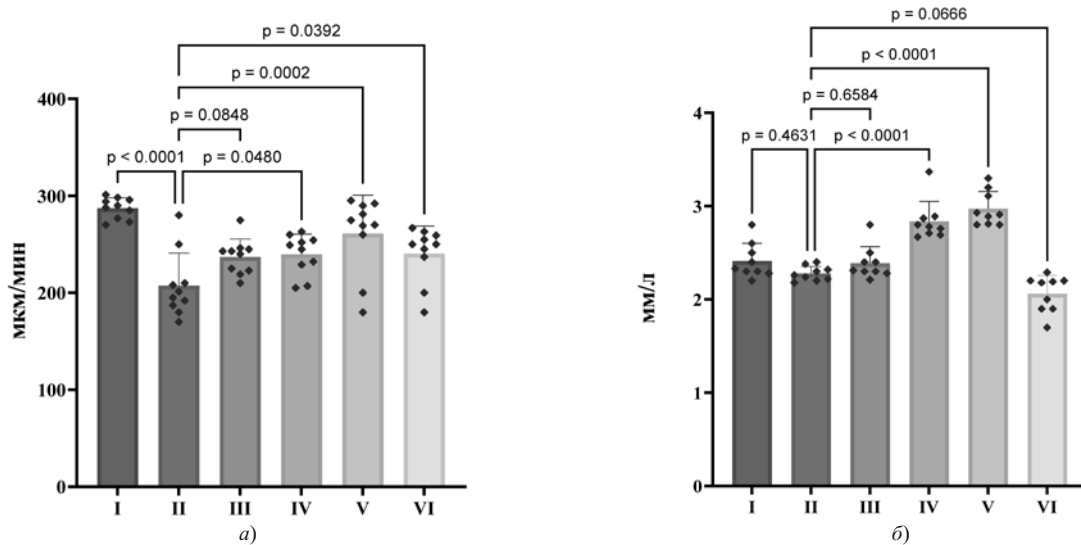 p = 0.0392
p = 0.0002
p = 0.0848
p < 0.0001
p = 0.0480
400
300
200
100
0
мкм/мин
I II III IV V VI
а)
p = 0.0666
p < 0.0001
p = 0.6584
p = 0.4631
p < 0.0001
4
3
2
1
0
мм/л
I II III IV V VI
б)